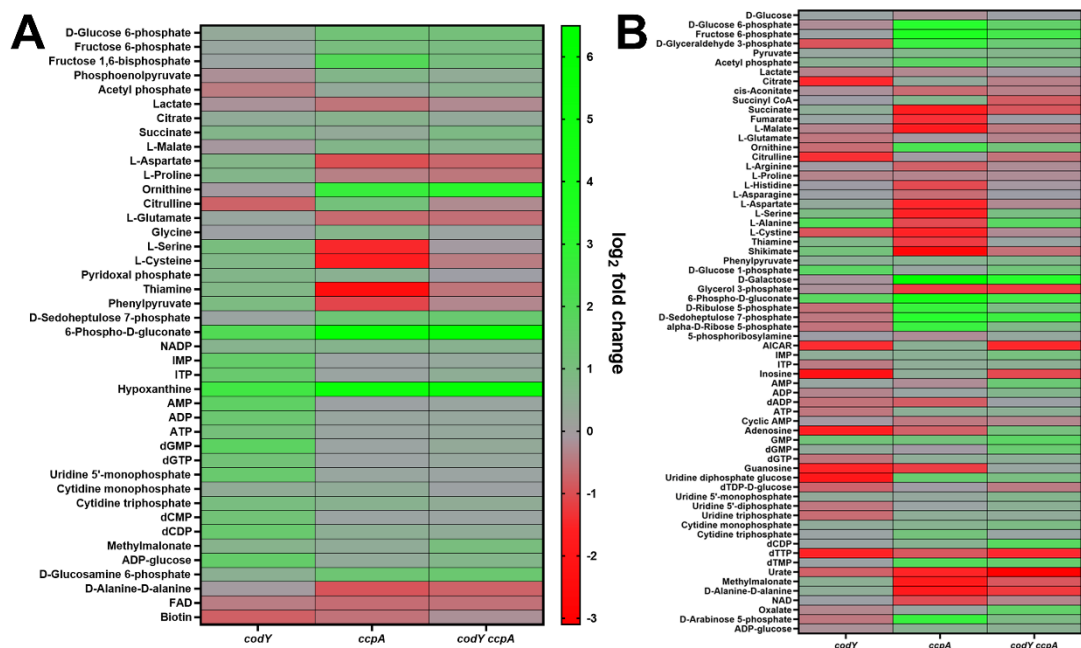 A
D-Glucose 6-phosphate
Fructose 6-phosphate
Fructose 1,6-bisphosphate
Phosphoenolpyruvate
Acetyl phosphate
Lactate
Citrate
Succinate
L-Malate
L-Aspartate
L-Proline
Ornithine
Citrulline
L-Glutamate
Glycine
L-Serine
L-Cysteine
Pyridoxal phosphate
Thiamine
Phenylpyruvate
D-Sedoheptulose 7-phosphate
6-Phospho-D-gluconate
NADP
IMP
ITP
Hypoxanthine
AMP
ADP
ATP
dGMP
dGTP
Uridine 5'-monophosphate
Cytidine monophosphate
Cytidine triphosphate
dCMP
dCDP
Methylmalonate
ADP-glucose
D-Glucosamine 6-phosphate
D-Alanine-D-alanine
FAD
Biotin
codY ccpA codY ccpA
6
5
4
3
2
1
0
-1
-2
-3
log2 fold change
B
D-Glucose
D-Glucose 6-phosphate
Fructose 6-phosphate
D-Glyceraldehyde 3-phosphate
Pyruvate
Acetyl phosphate
Lactate
Citrate
cis-Aconitate
Succinyl CoA
Succinate
Fumarate
L-Malate
L-Glutamate
Ornithine
Citrulline
L-Arginine
L-Proline
L-Histidine
L-Asparagine
L-Aspartate
L-Serine
L-Alanine
L-Cystine
Thiamine
Shikimate
Phenylpyruvate
D-Glucose 1-phosphate
D-Galactose
Glycerol 3-phosphate
6-Phospho-D-gluconate
D-Ribulose 5-phosphate
D-Sedoheptulose 7-phosphate
alpha-D-Ribose 5-phosphate
5-phosphoribosylamine
AICAR
IMP
ITP
Inosine
AMP
ADP
dADP
ATP
Cyclic AMP
Adenosine
GMP
dGMP
dGTP
Guanosine
Uridine diphosphate glucose
dTDP-D-glucose
Uridine 5'-monophosphate
Uridine 5'-diphosphate
Uridine triphosphate
Cytidine monophosphate
Cytidine triphosphate
dCDP
dTTP
dTMP
Urate
Methylmalonate
D-Alanine-D-alanine
NAD
Oxalate
D-Arabinose 5-phosphate
ADP-glucose
codY ccpA codY ccpA